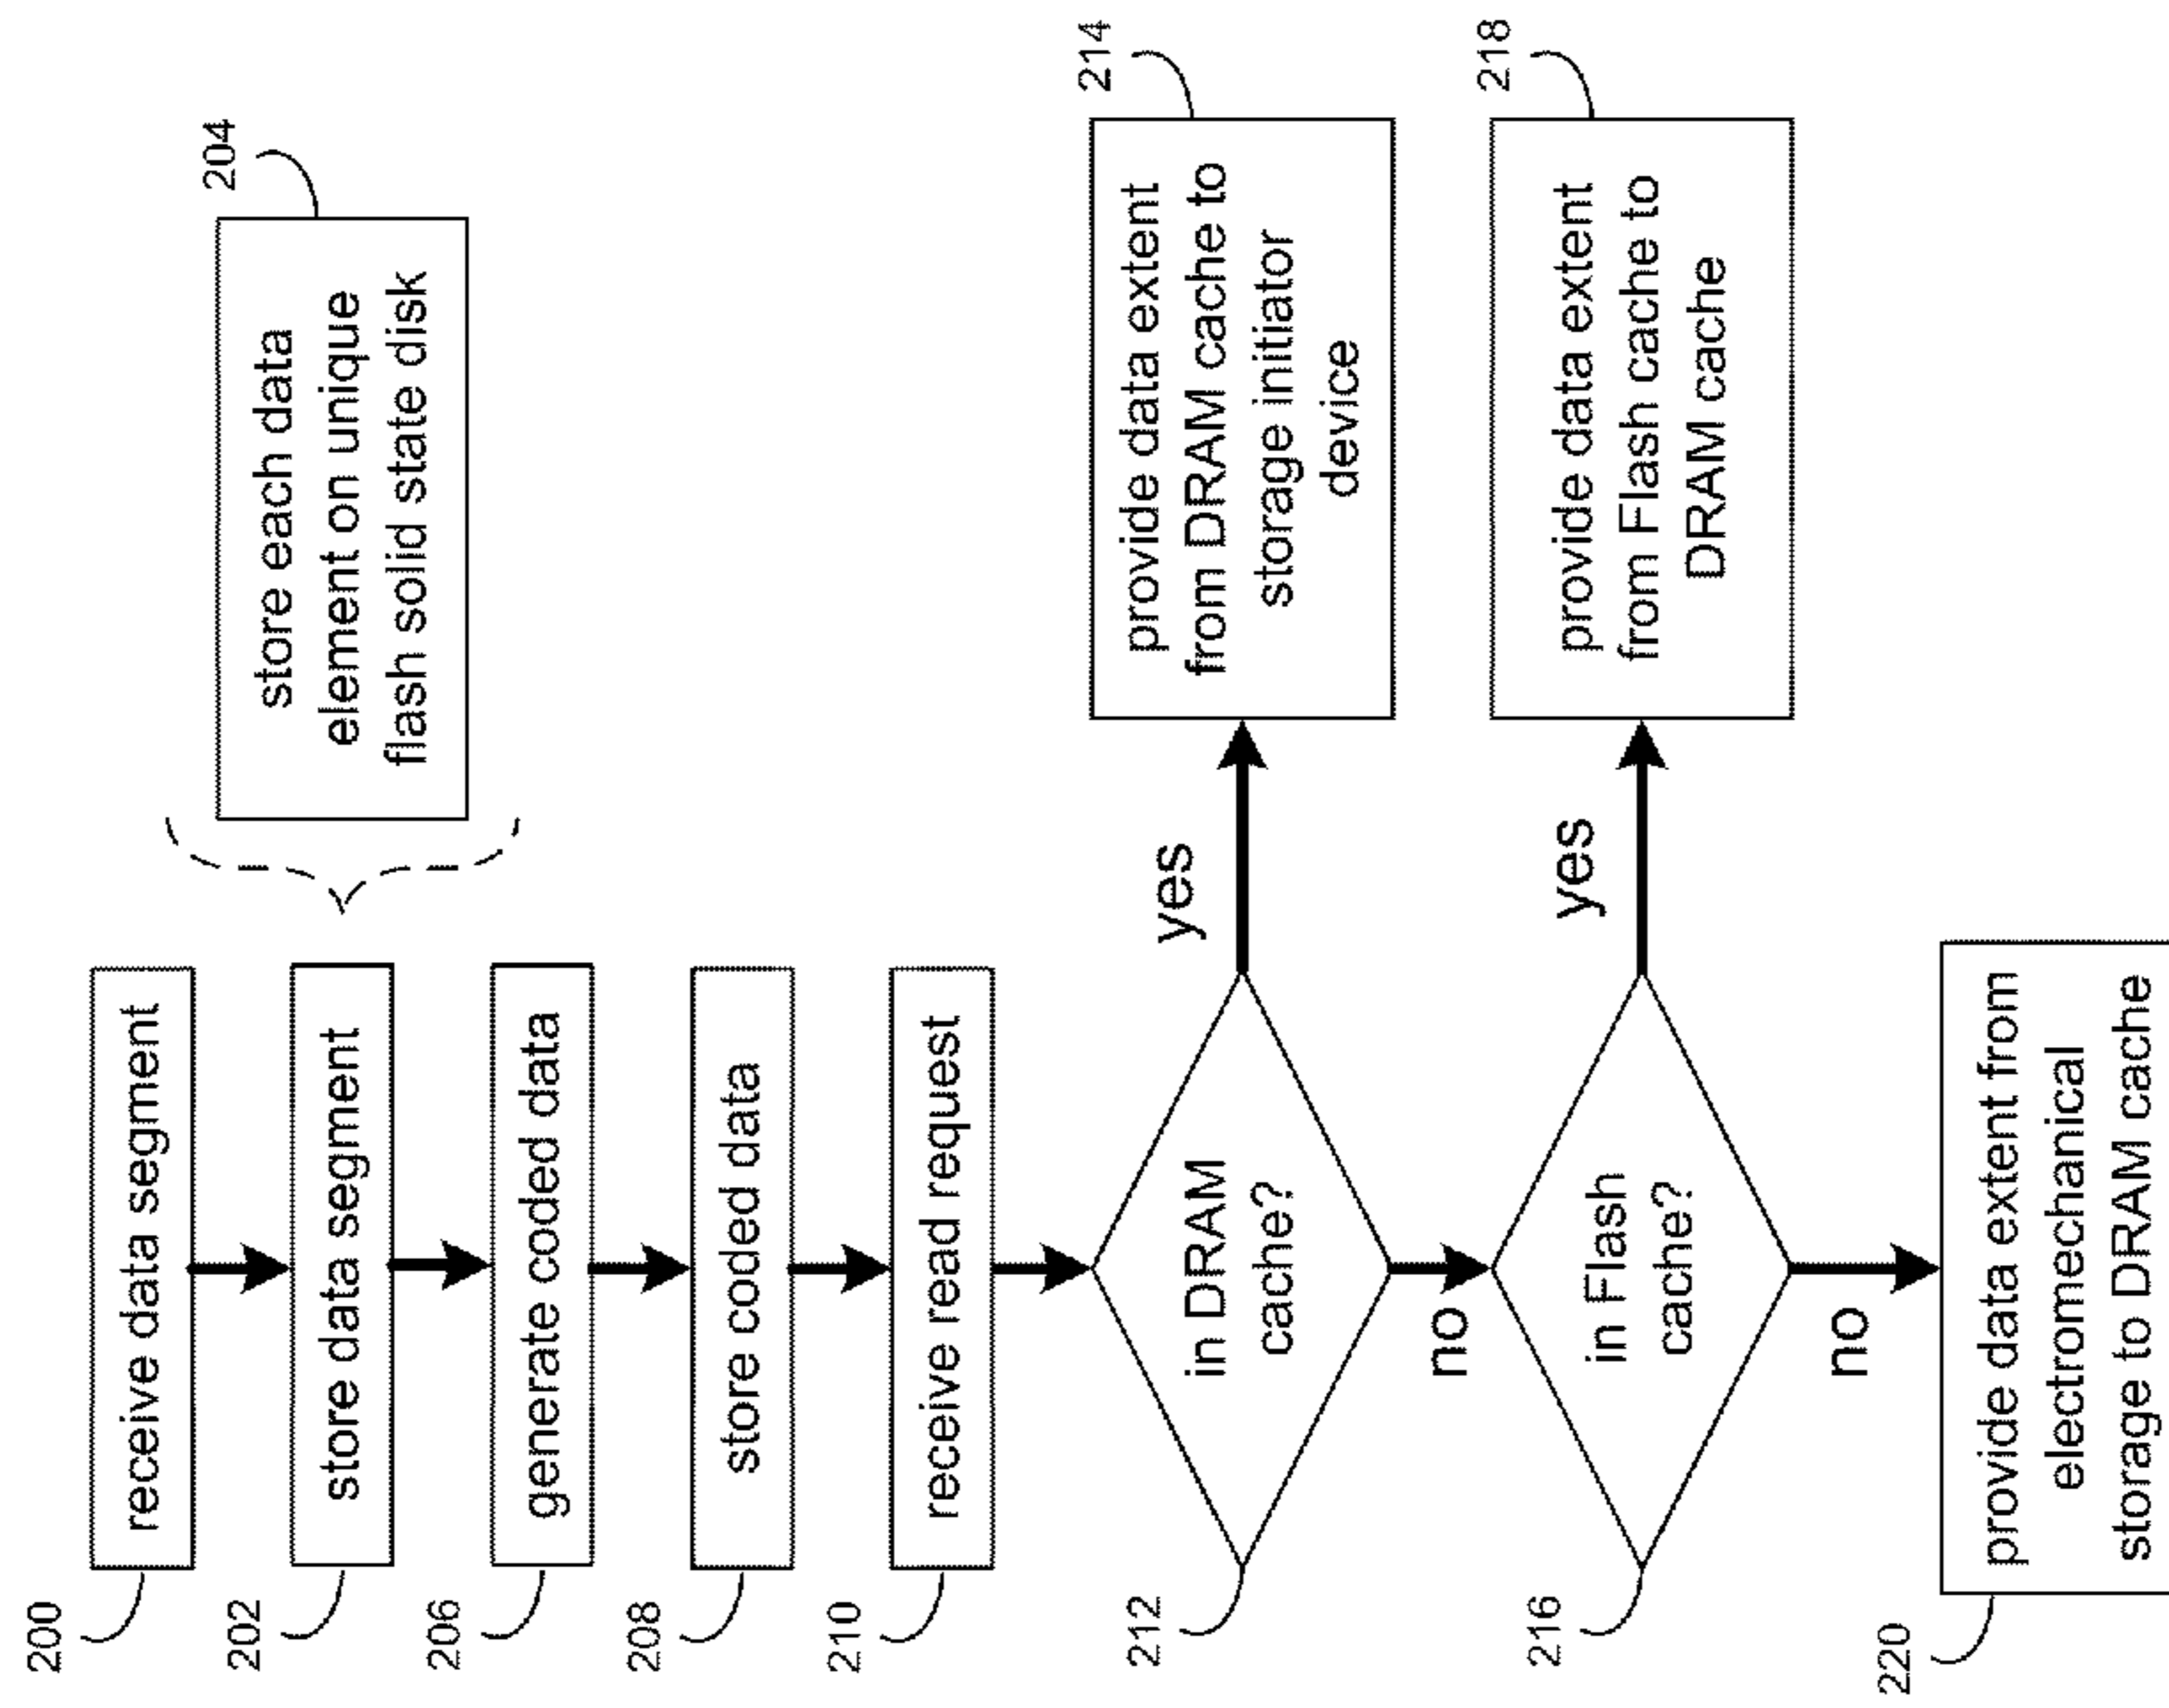 200
receive data segment
202
store data segment
204
store each data
element on unique
flash solid state disk
206
generate coded data
208
store coded data
210
receive read request
212
in DRAM
cache?
yes
214
provide data extent
from DRAM cache to
storage initiator
device
no
216
in Flash
cache?
yes
218
provide data extent
from Flash cache to
DRAM cache
no
220
provide data extent from
electromechanical
storage to DRAM cache